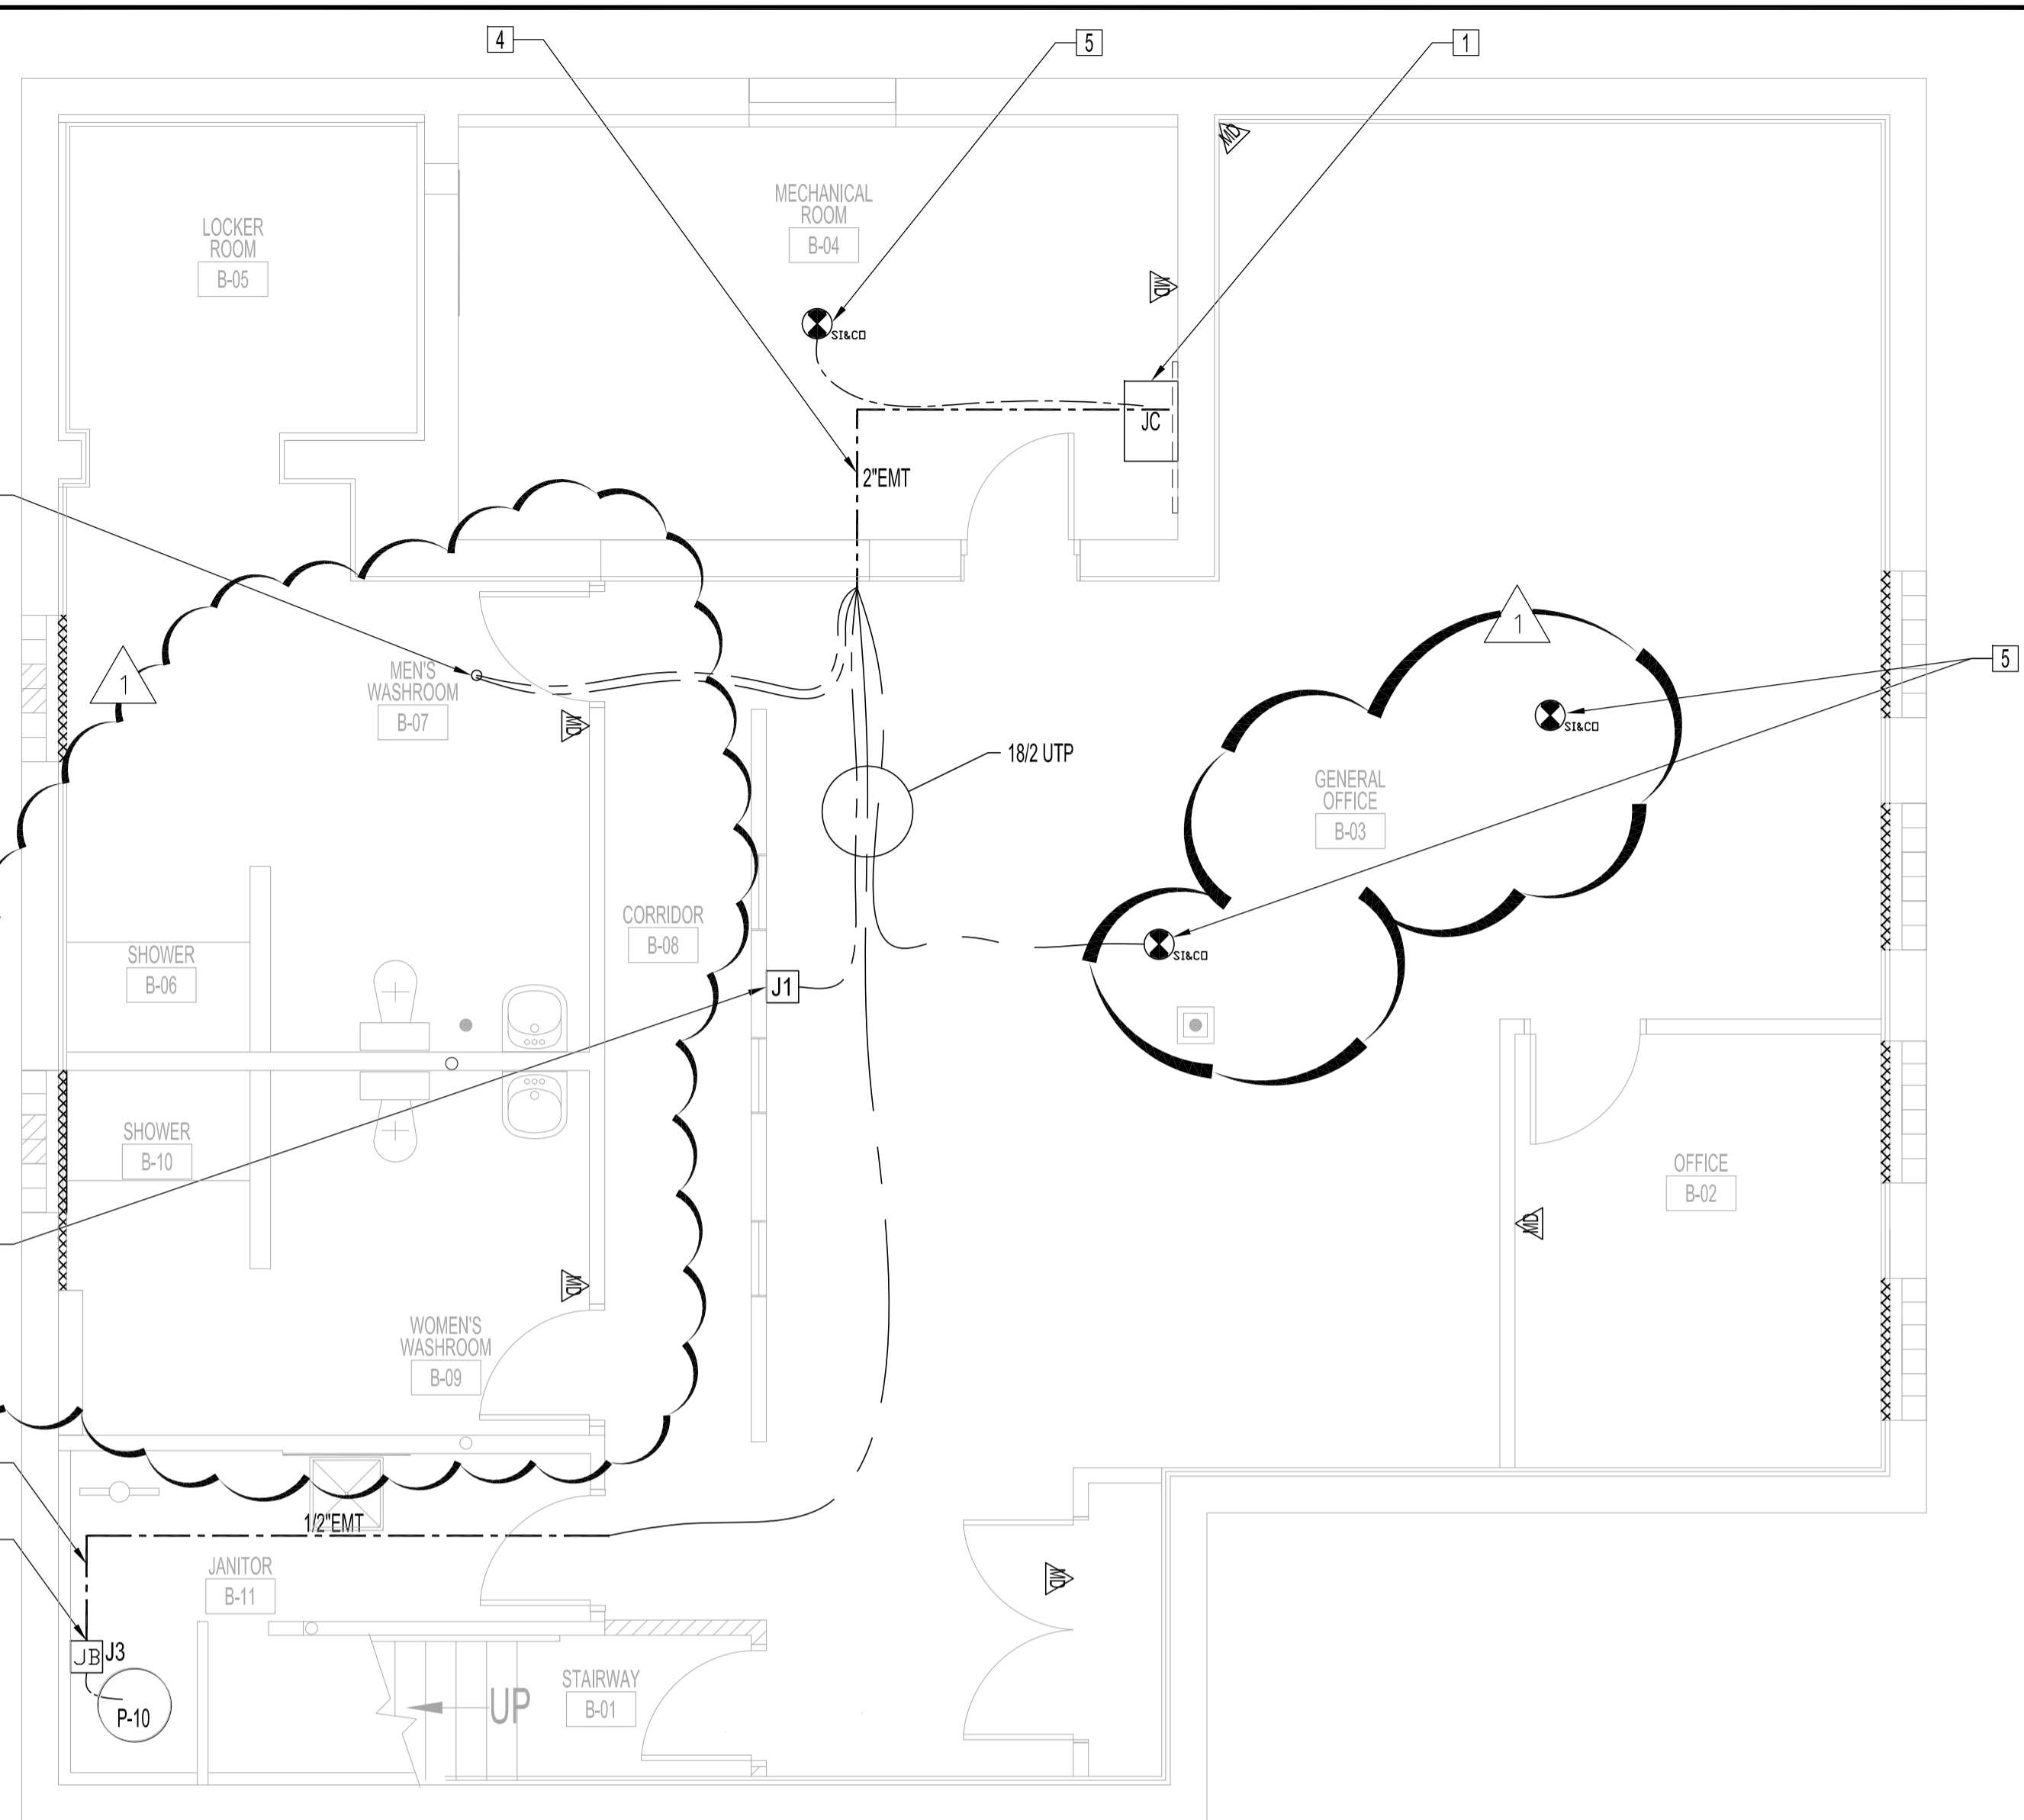 4
5
1
MD
MECHANICAL
ROOM
B-04
LOCKER
ROOM
B-05
MD
SI&CO
JC
2"EMT
1
5
1
MEN'S
WASHROOM
B-07
MD
SI&CO
18/2 UTP
GENERAL
OFFICE
B-03
CORRIDOR
B-08
SI&CO
SHOWER
B-06
J1
SHOWER
B-10
OFFICE
B-02
MD
MD
WOMEN'S
WASHROOM
B-09
1/2"EMT
JANITOR
B-11
MD
JB J3
STAIRWAY
B-01
UP
P-10